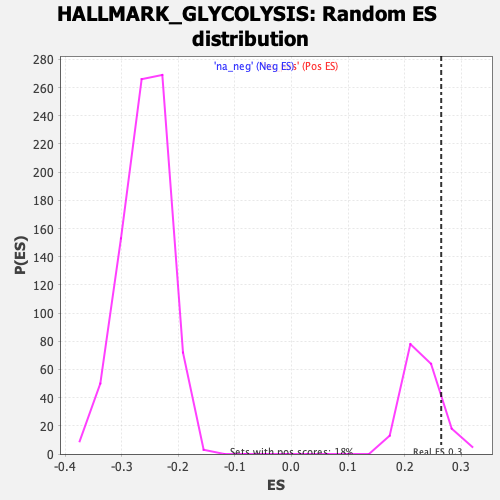 HALLMARK_GLYCOLYSIS: Random ES
distribution
'na_neg' (Neg ES)s' (Pos ES)
280
260
240
220
200
180
160
140
120
100
80
60
40
20
0
P(ES)
Sets with pos scores: 18%
Real ES 0.3
-0.4 -0.3 -0.2 -0.1 0.0 0.1 0.2 0.3
ES